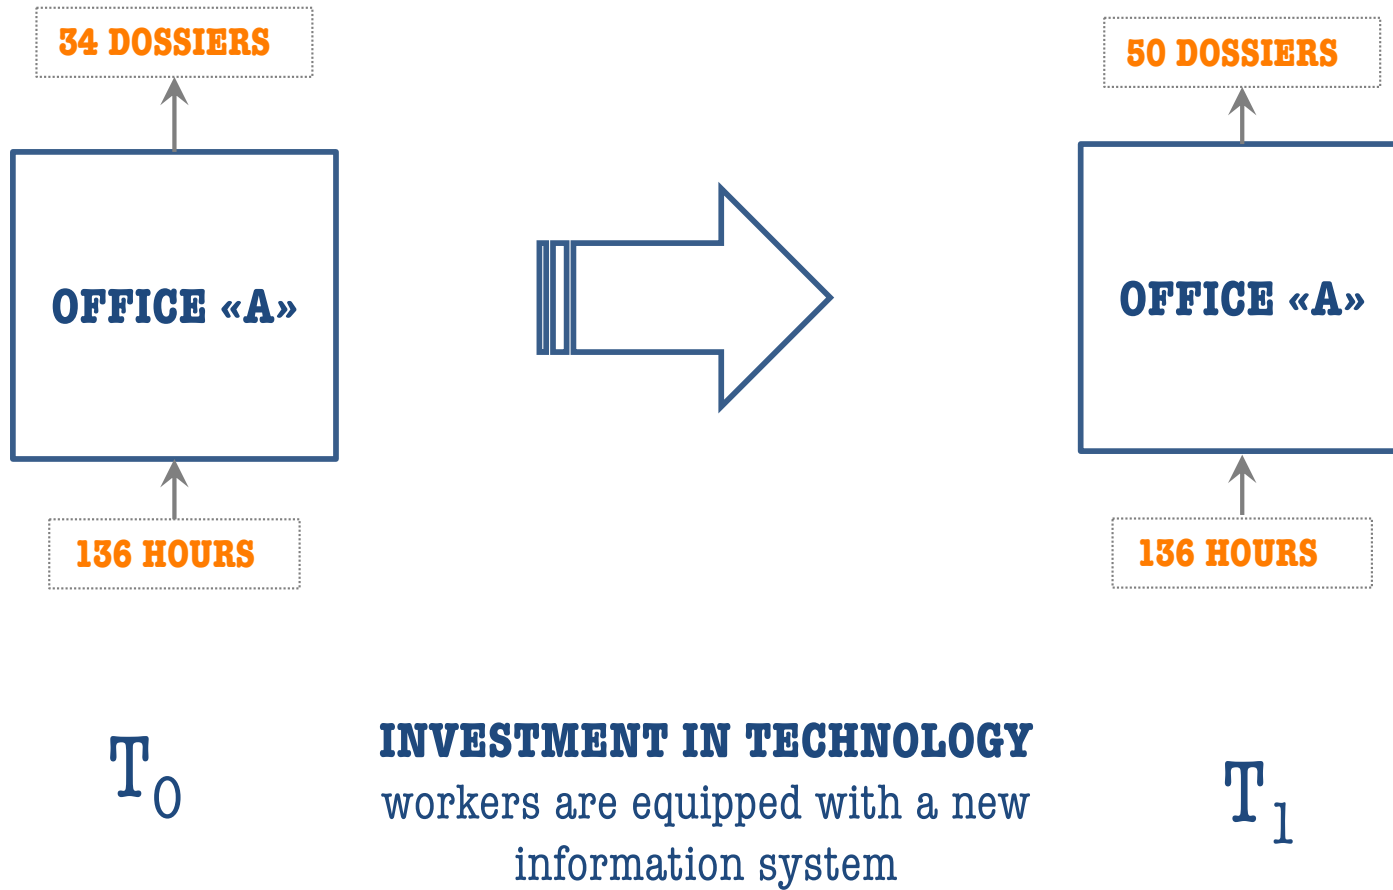 34 DOSSIERS
50 DOSSIERS
OFFICE «A»
OFFICE «A»
136 HOURS
136 HOURS
T0
INVESTMENT IN TECHNOLOGY
workers are equipped with a new
information system
T1